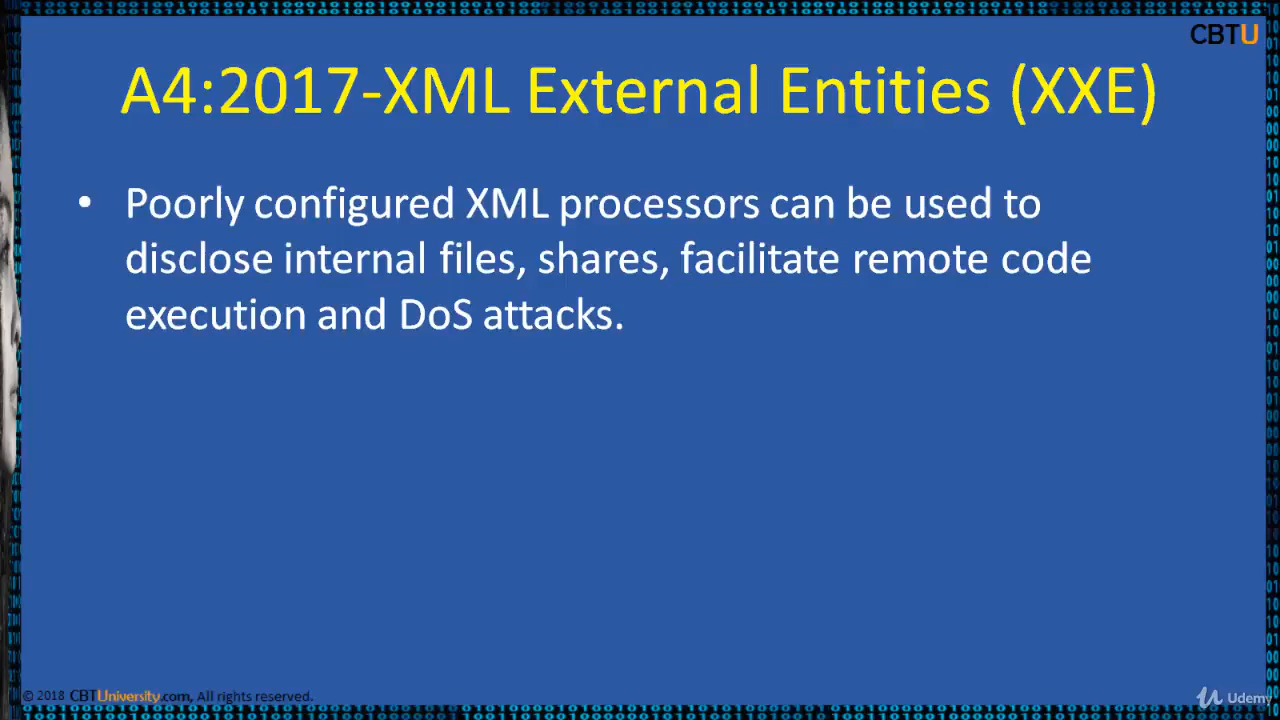 CBTU
A4:2017-XML External Entities (XXE)
• Poorly configured XML processors can be used to
disclose internal files, shares, facilitate remote code
execution and DoS attacks.
© 2018 CBTUniversity.com, All rights reserved.
Udemy